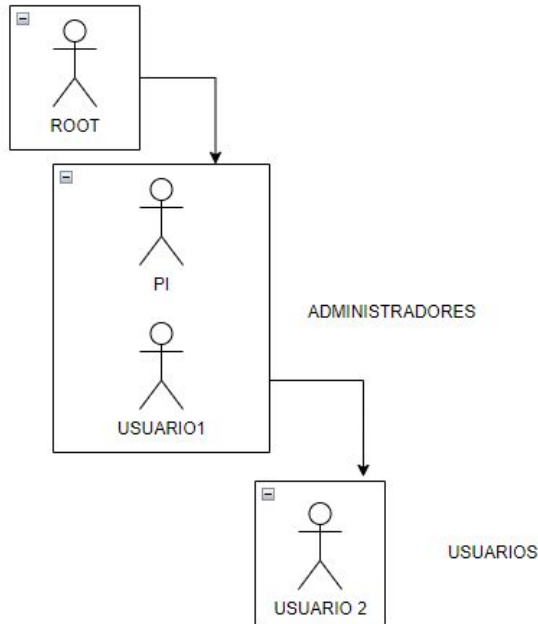 ROOT
PI
ADMINISTRADORES
USUARIO1
USUARIOS
USUARIO 2